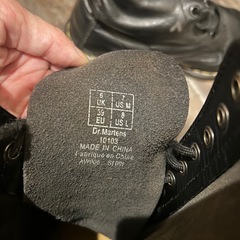 6 UK 7 US M
39 EU 8 US L
Dr.Martens
10103
MADE IN CHINA
Fabriqué en Chine